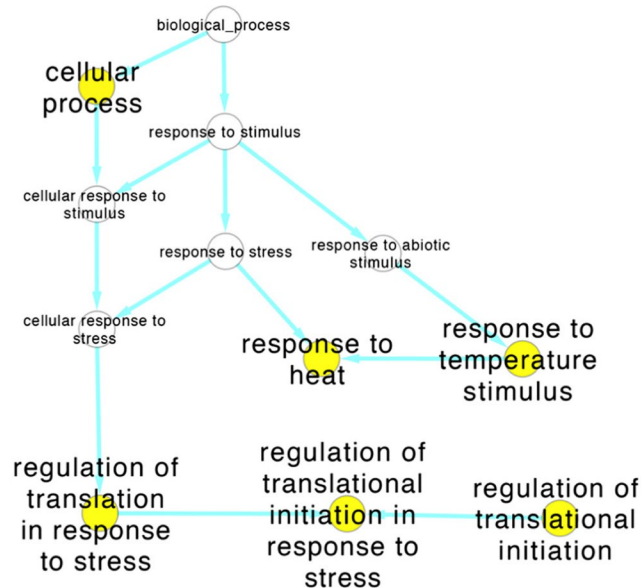 biological_process
cellular
process
response to stimulus
cellular response to
stimulus
response to stress
response to abiotic
stimulus
cellular response to
stress
response to
heat
response to
temperature
stimulus
regulation of
translation
in response
to stress
regulation of
translational
initiation in
response to
stress
regulation of
translational
initiation